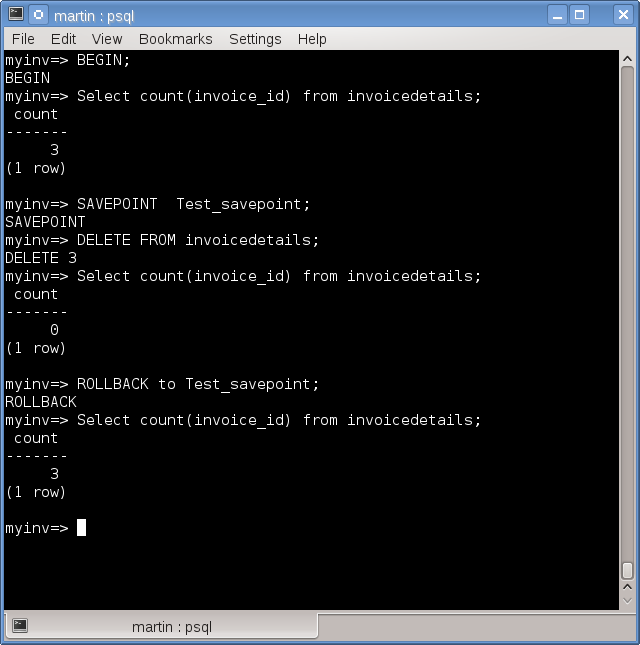 martin : psql
File Edit View Bookmarks Settings Help
myinv=> BEGIN;
BEGIN
myinv=> Select count(invoice_id) from invoicedetails;
 count
-------
     3
(1 row)

myinv=> SAVEPOINT  Test_savepoint;
SAVEPOINT
myinv=> DELETE FROM invoicedetails;
DELETE 3
myinv=> Select count(invoice_id) from invoicedetails;
 count
-------
     0
(1 row)

myinv=> ROLLBACK to Test_savepoint;
ROLLBACK
myinv=> Select count(invoice_id) from invoicedetails;
 count
-------
     3
(1 row)

myinv=>
martin : psql